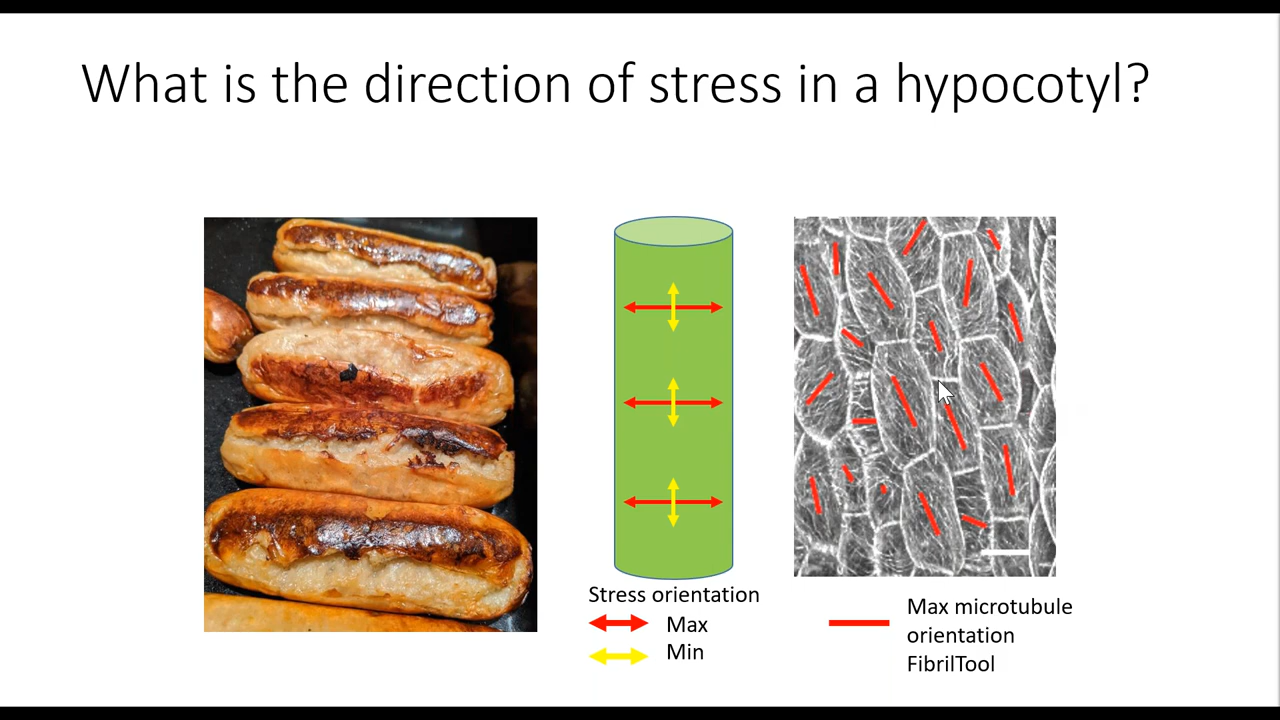 What is the direction of stress in a hypocotyl?
Stress orientation
Max
Min
Max microtubule
orientation
FibrilTool